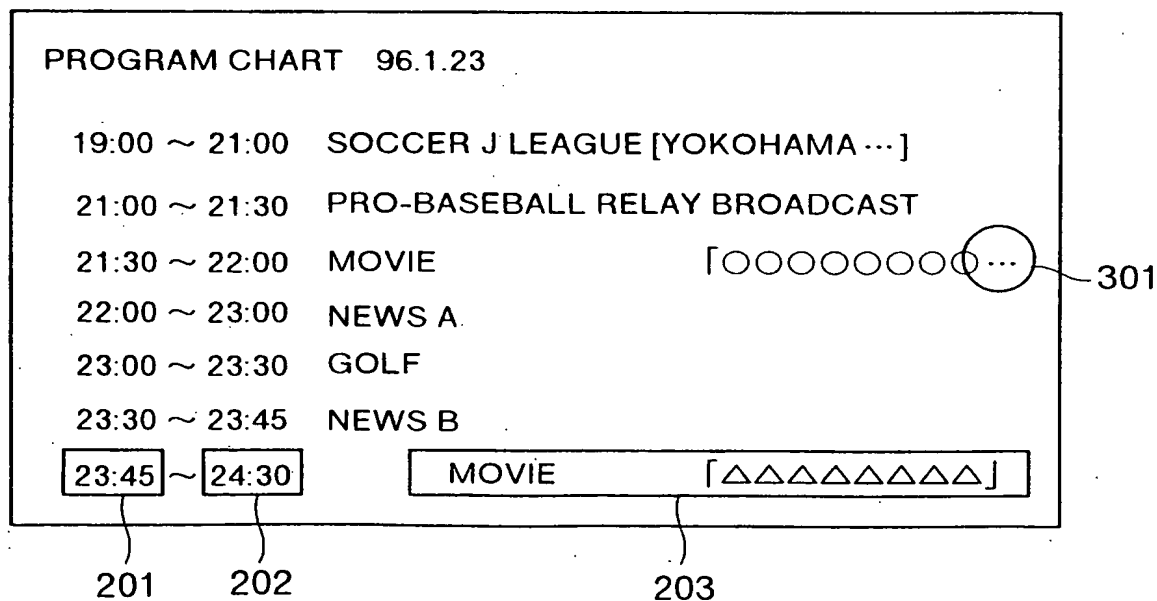 PROGRAM CHART 96.1.23
19:00 ~ 21:00 SOCCER J LEAGUE [YOKOHAMA ··· ]
21:00 ~ 21:30 PRO-BASEBALL RELAY BROADCAST
21:30 ~ 22:00 MOVIE 「○○○○○○○○ ···
301
22:00 ~ 23:00 NEWS A
23:00 ~ 23:30 GOLF
23:30 ~ 23:45 NEWS B
23:45 ~ 24:30 MOVIE 「△△△△△△△△」
201 202 203